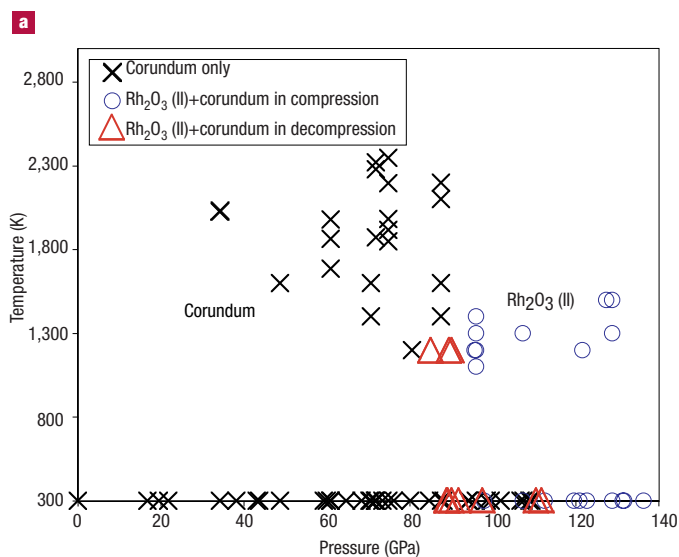 a
Corundum only
Rh₂O₃ (II)+corundum in compression
Rh₂O₃ (II)+corundum in decompression
2,800
2,300
1,800
1,300
800
300
Temperature (K)
Corundum
Rh₂O₃ (II)
0 20 40 60 80 100 120 140
Pressure (GPa)